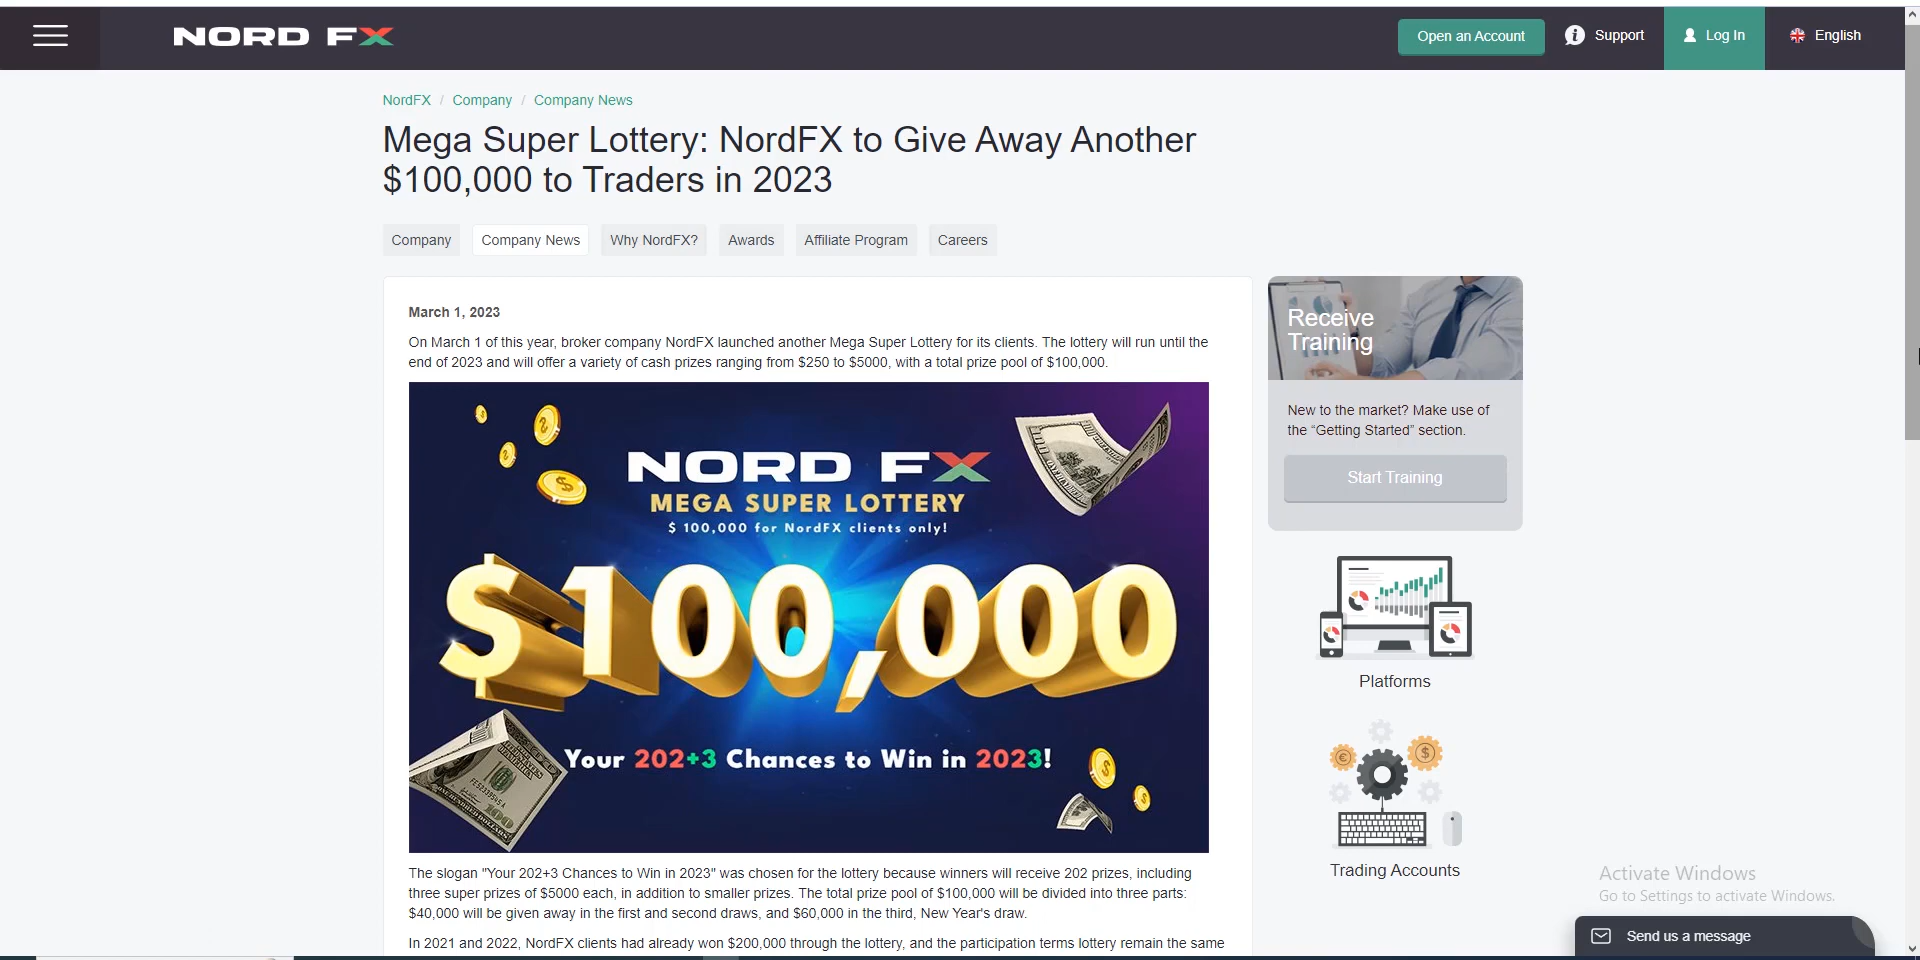 NORD FX
Open an Account
Support
Log In
English
NordFX / Company / Company News
Mega Super Lottery: NordFX to Give Away Another
$100,000 to Traders in 2023
Company
Company News
Why NordFX?
Awards
Affiliate Program
Careers
March 1, 2023
On March 1 of this year, broker company NordFX launched another Mega Super Lottery for its clients. The lottery will run until the
end of 2023 and will offer a variety of cash prizes ranging from $250 to $5000, with a total prize pool of $100,000.
NORD FX
MEGA SUPER LOTTERY
$ 100,000 for NordFX clients only!
$100,000
Your 202+3 Chances to Win in 2023!
The slogan "Your 202+3 Chances to Win in 2023" was chosen for the lottery because winners will receive 202 prizes, including
three super prizes of $5000 each, in addition to smaller prizes. The total prize pool of $100,000 will be divided into three parts:
$40,000 will be given away in the first and second draws, and $60,000 in the third, New Year's draw.
In 2021 and 2022, NordFX clients had already won $200,000 through the lottery, and the participation terms lottery remain the same
Receive
Training
New to the market? Make use of
the “Getting Started” section.
Start Training
Platforms
Trading Accounts
Activate Windows
Go to Settings to activate Windows.
Send us a message